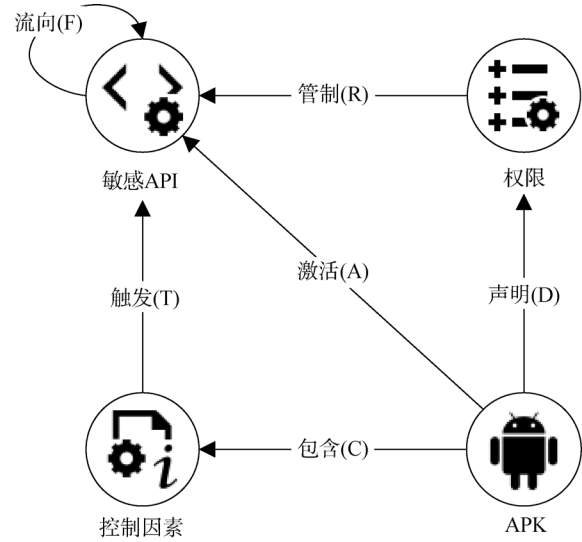 流向(F)
管制(R)
敏感API
权限
激活(A)
触发(T)
声明(D)
包含(C)
控制因素
APK